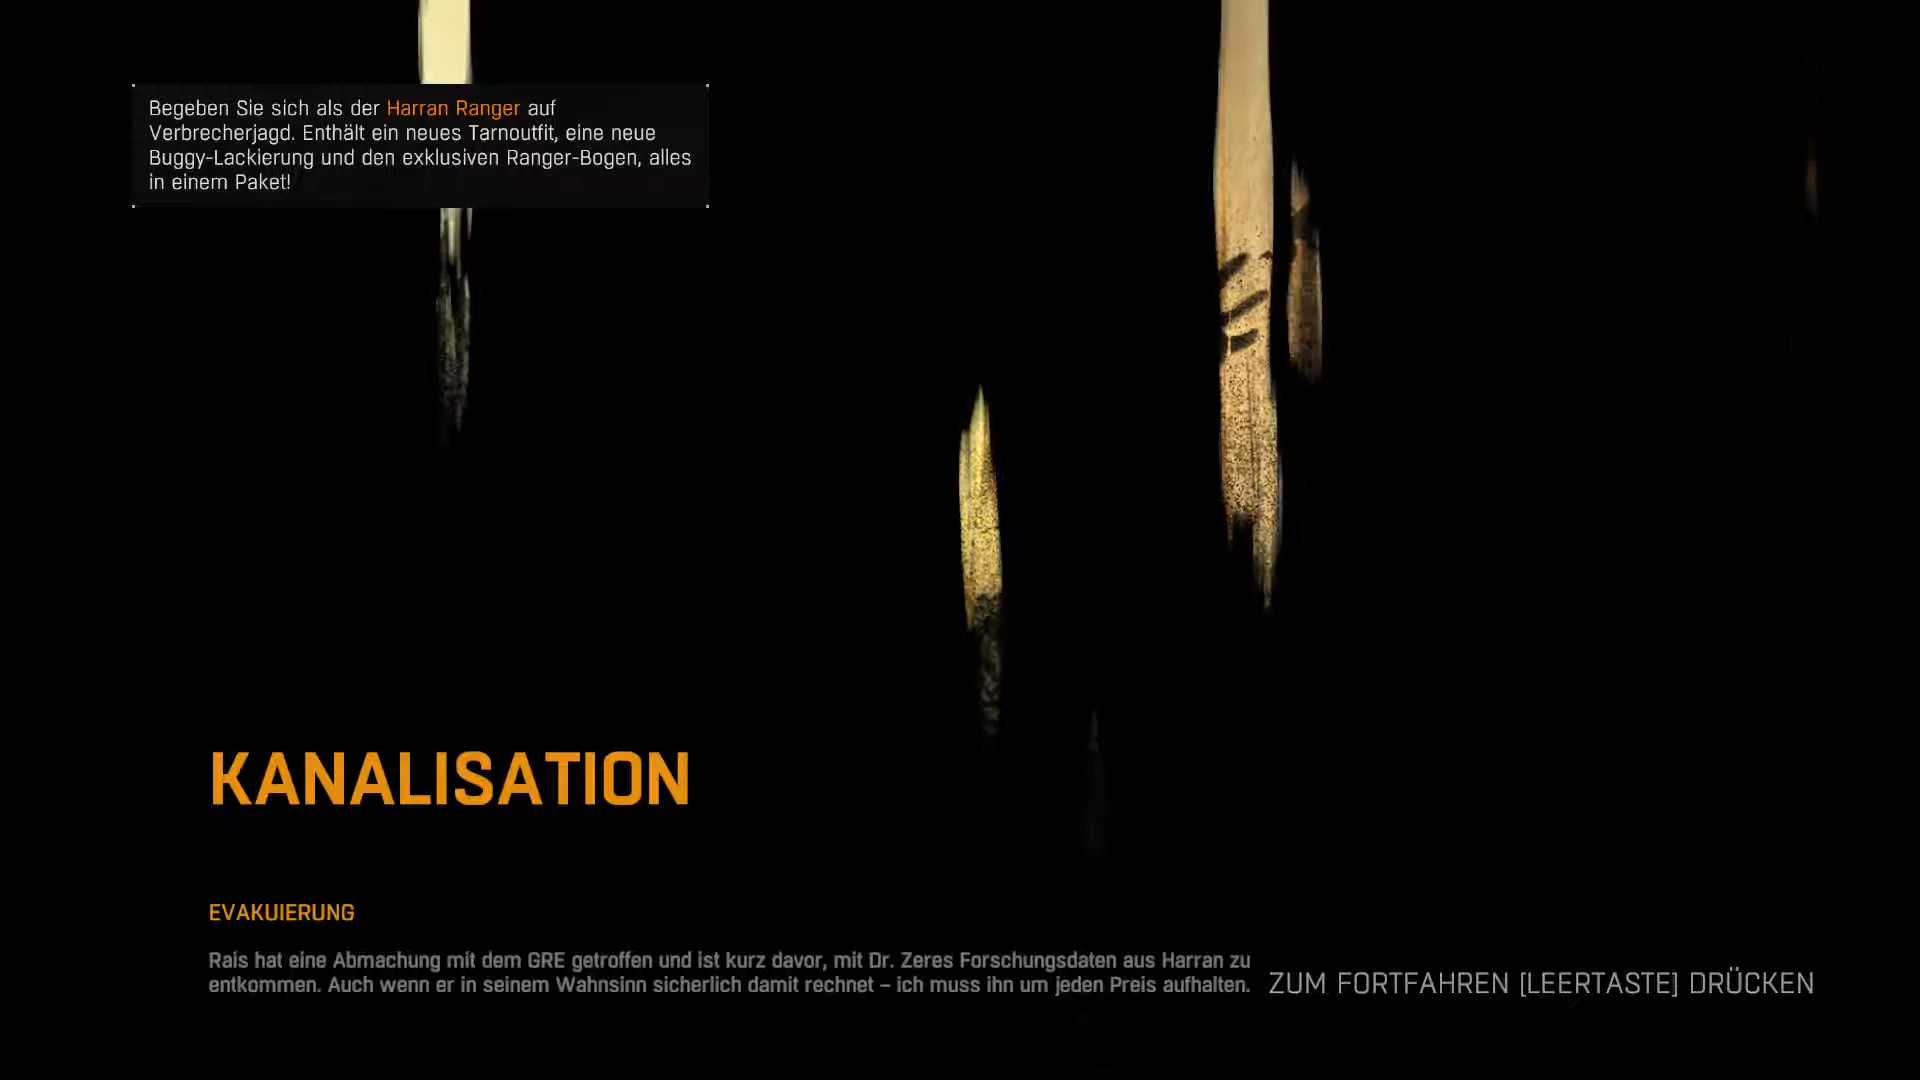 Begeben Sie sich als der Harran Ranger auf
Verbrecherjagd. Enthält ein neues Tarnoutfit, eine neue
Buggy-Lackierung und den exklusiven Ranger-Bogen, alles
in einem Paket!
KANALISATION
EVAKUIERUNG
Rais hat eine Abmachung mit dem GRE getroffen und ist kurz davor, mit Dr. Zeres Forschungsdaten aus Harran zu
entkommen. Auch wenn er in seinem Wahnsinn sicherlich damit rechnet – ich muss ihn um jeden Preis aufhalten.
ZUM FORTFAHREN [LEERTASTE] DRÜCKEN